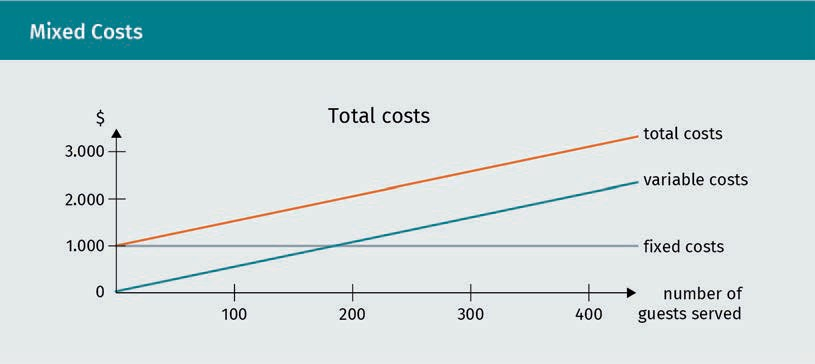 Mixed Costs
Total costs
$
3.000
2.000
1.000
0
total costs
variable costs
fixed costs
100
200
300
400
number of
guests served